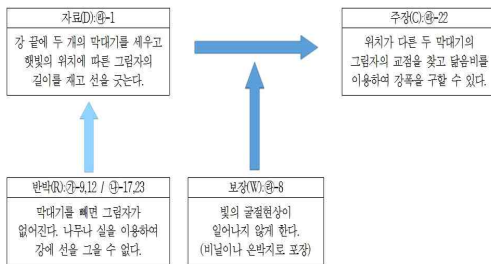 자료(D):㉣-1
강 끝에 두 개의 막대기를 세우고
햇빛의 위치에 따른 그림자의
길이를 재고 선을 긋는다.
주장(C):㉣-22
위치가 다른 두 막대기의
그림자의 교점을 찾고 닮음비를
이용하여 강폭을 구할 수 있다.
반박(R):㉮-9,12 / ㉯-17,23
막대기를 빼면 그림자가
없어진다. 나무나 실을 이용하여
강에 선을 그을 수 없다.
보장(W):㉣-8
빛의 굴절현상이
일어나지 않게 한다.
(비닐이나 은박지로 포장)